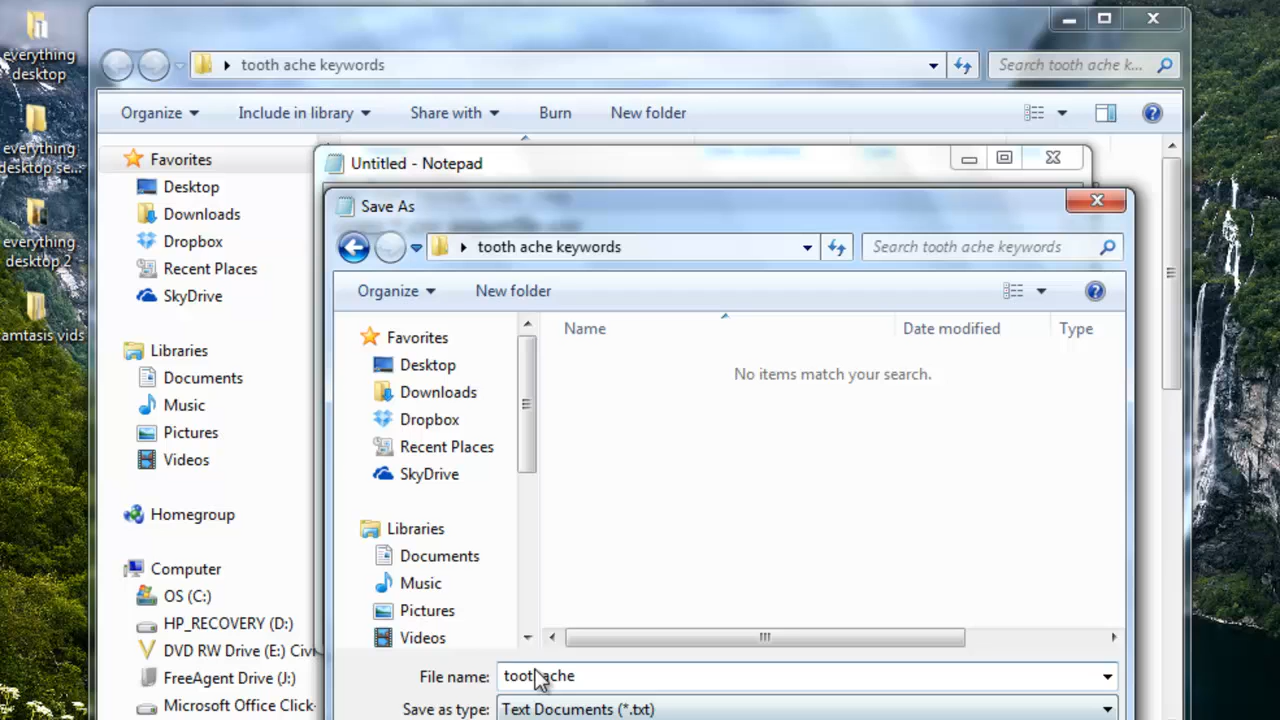 everything
desktop
everything
desktop se...
everything
desktop 2
amtasis vids
tooth ache keywords
Search tooth ache k...
Organize
Include in library
Share with
Burn
New folder
Favorites
Desktop
Downloads
Dropbox
Recent Places
SkyDrive
Libraries
Documents
Music
Pictures
Videos
Homegroup
Computer
OS (C:)
HP_RECOVERY (D:)
DVD RW Drive (E:) Civi
FreeAgent Drive (J:)
Microsoft Office Click-
Untitled - Notepad
Save As
tooth ache keywords
Search tooth ache keywords
Organize
New folder
Name
Date modified
Type
No items match your search.
Favorites
Desktop
Downloads
Dropbox
Recent Places
SkyDrive
Libraries
Documents
Music
Pictures
Videos
File name:
tooth ache
Save as type:
Text Documents (*.txt)